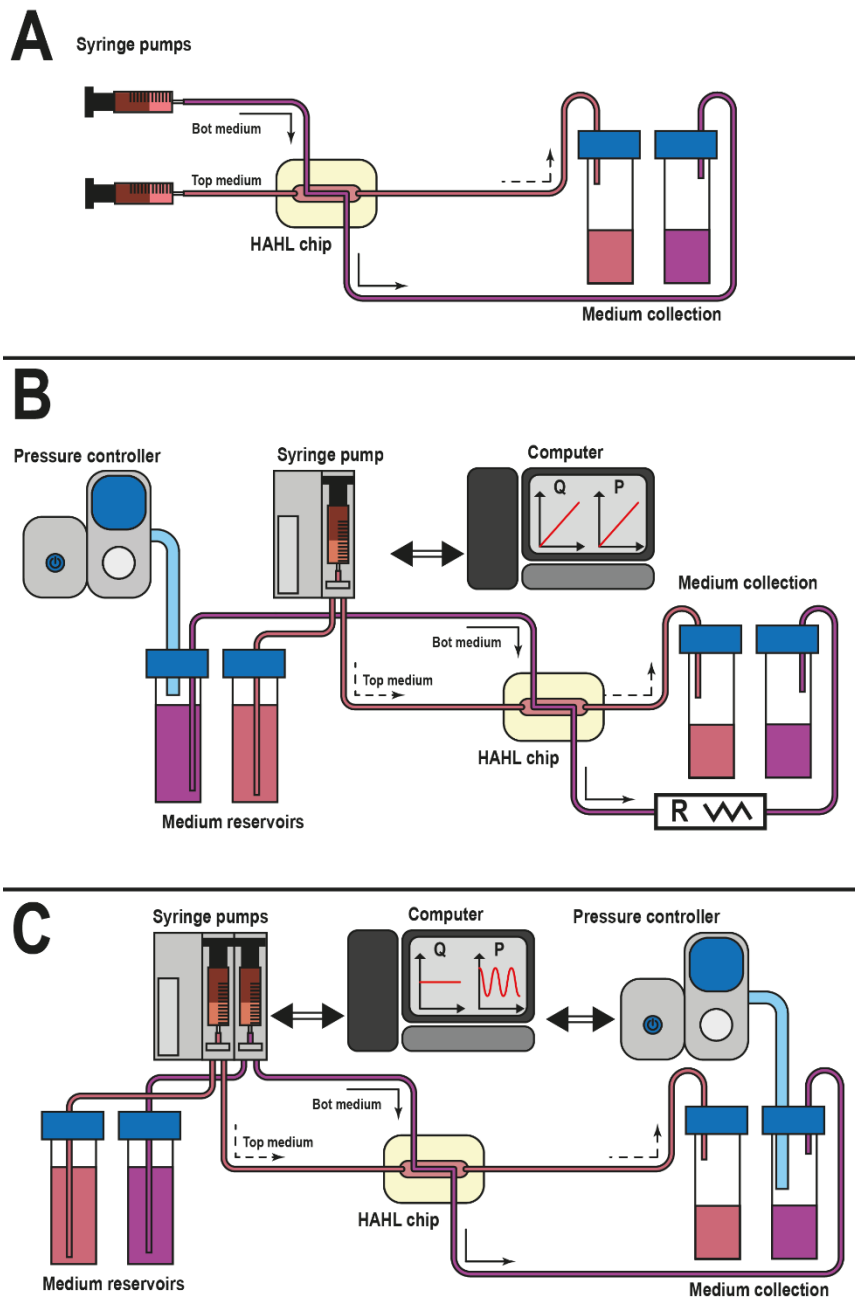 A
Syringe pumps
Bot medium
Top medium
HAHL chip
Medium collection
B
Pressure controller
Syringe pump
Computer
Q
P
Medium collection
Bot medium
Top medium
HAHL chip
R
Medium reservoirs
C
Syringe pumps
Computer
Pressure controller
Q
P
Bot medium
Top medium
HAHL chip
Medium reservoirs
Medium collection